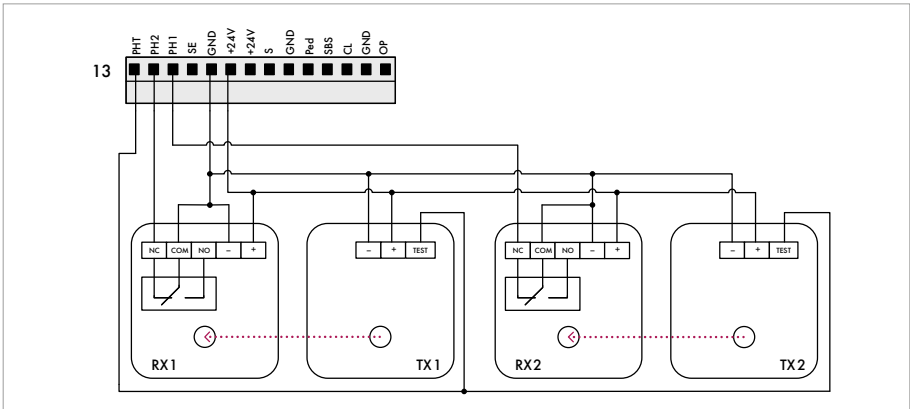 PHT PH2 PH1 SE GND +24V +24V S GND Ped SBS CL GND OP
13
NC COM NO – + – + TEST NC COM NO – + – + TEST
RX1 TX1 RX2 TX2